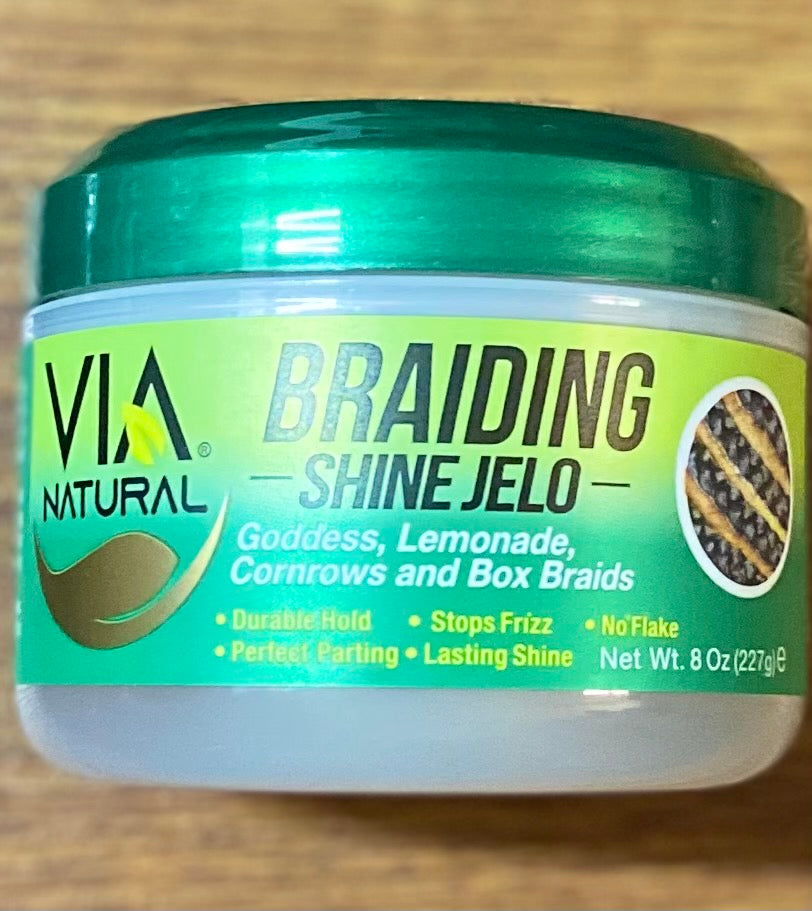 VIA®
NATURAL
BRAIDING
SHINE JELO
Goddess, Lemonade,
Cornrows and Box Braids
• Durable Hold • Stops Frizz • No Flake
• Perfect Parting • Lasting Shine Net Wt. 8 Oz (227g)℮